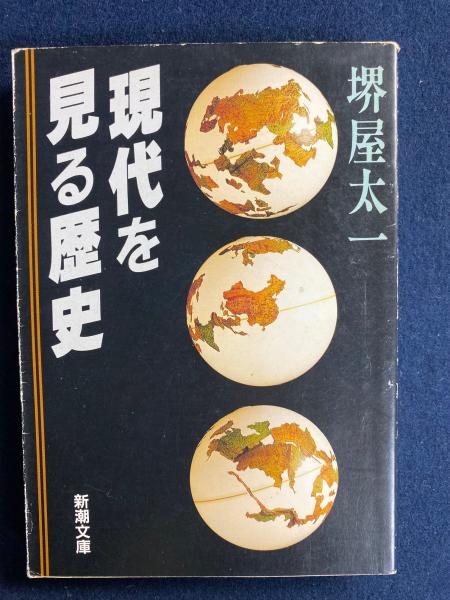 堺屋太一
現代を
見る歴史
新潮文庫